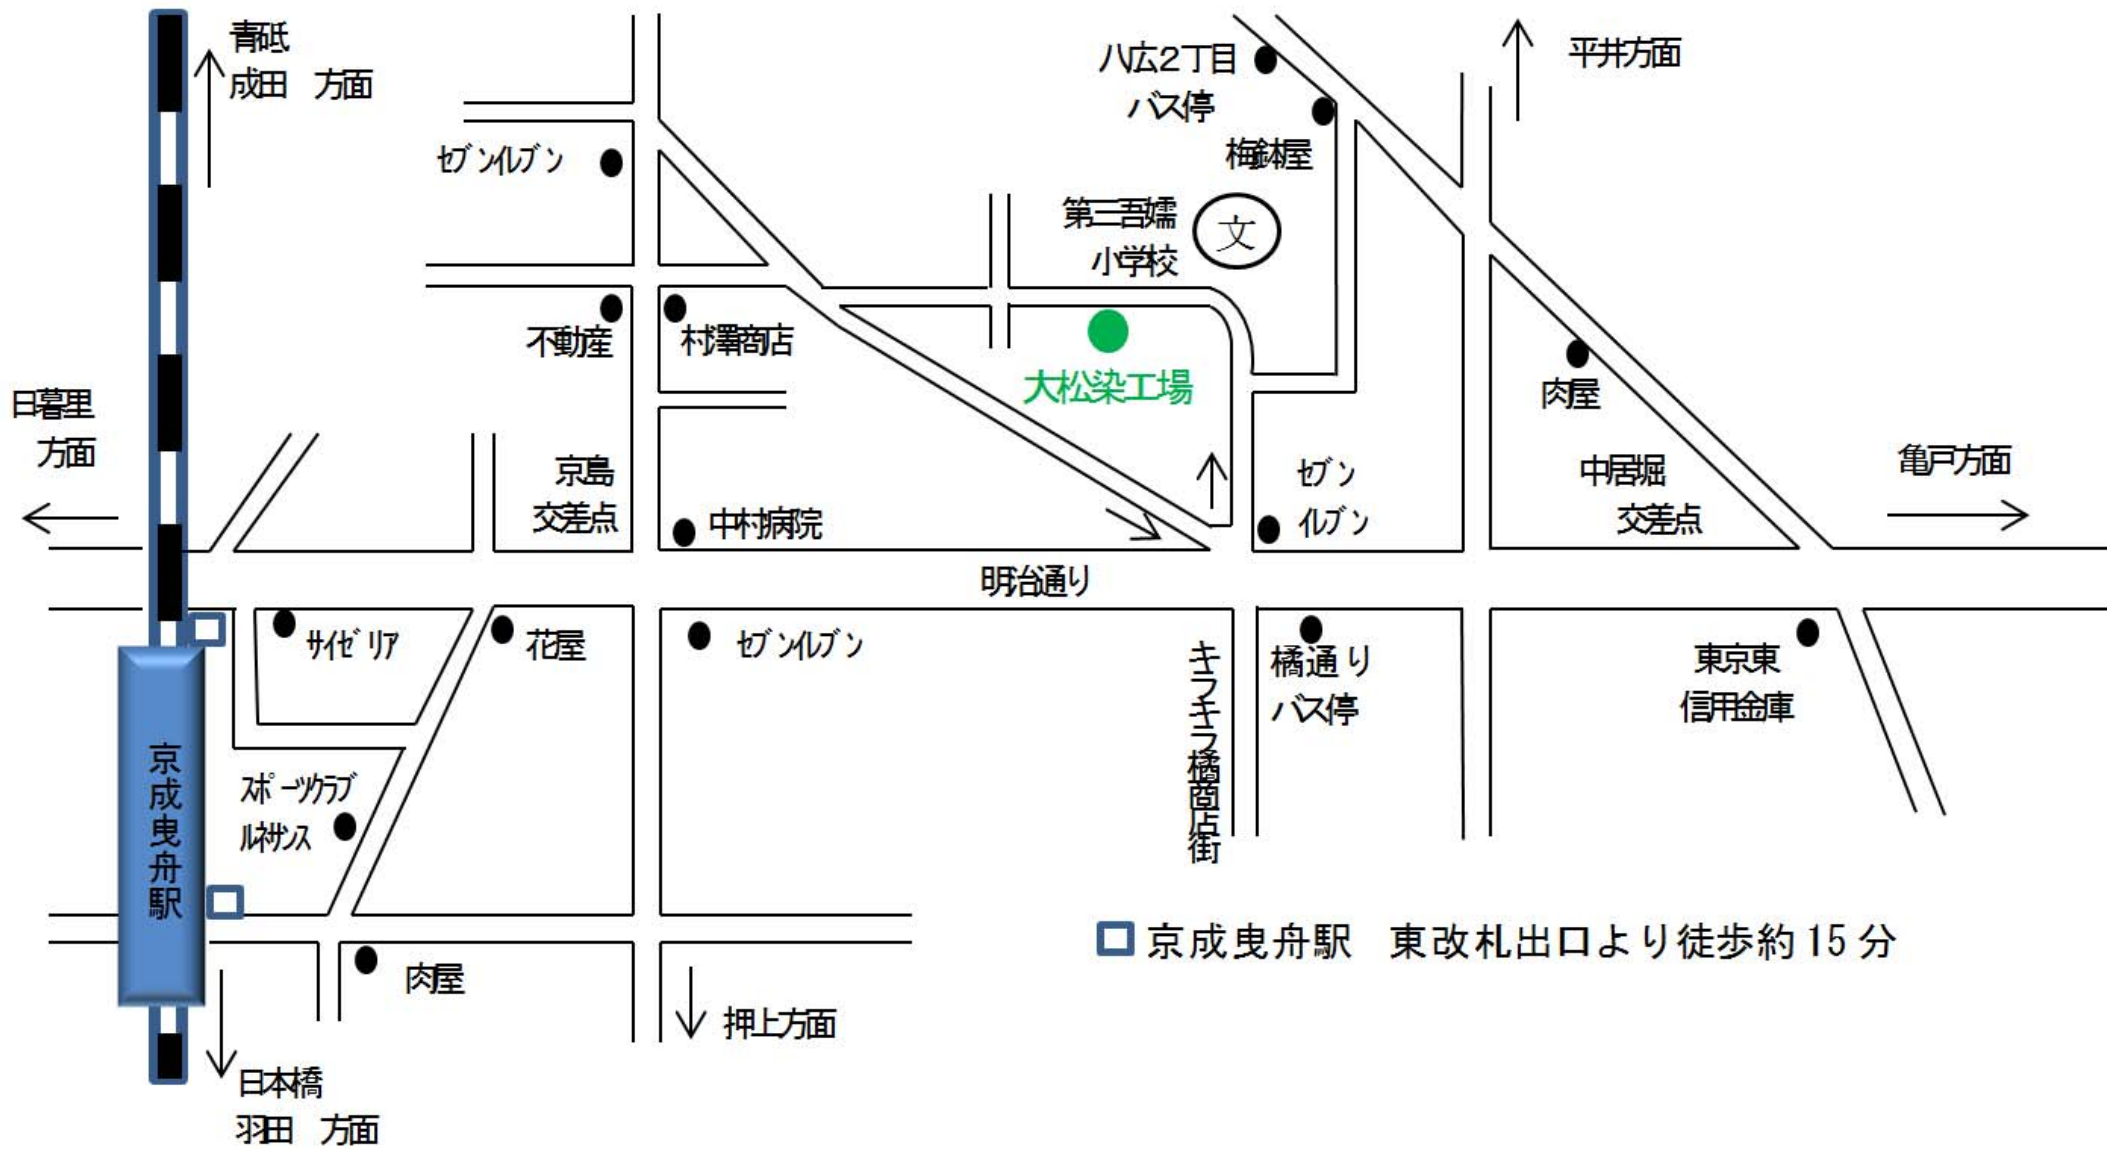 青砥
成田 方面
八広2丁目
バス停
平井方面
セブンイレブン
梅鉢屋
第三吾嬬
小学校
文
不動産
村澤商店
大松染工場
日暮里
方面
肉屋
京島
交差点
中村病院
セブン
イレブン
中居堀
交差点
亀戸方面
明治通り
サイゼリア
花屋
セブンイレブン
キラキラ橘商店街
橘通り
バス停
東京東
信用金庫
京成曳舟駅
スポーツクラブ
ルネサンス
京成曳舟駅 東改札出口より徒歩約15分
肉屋
押上方面
日本橋
羽田 方面